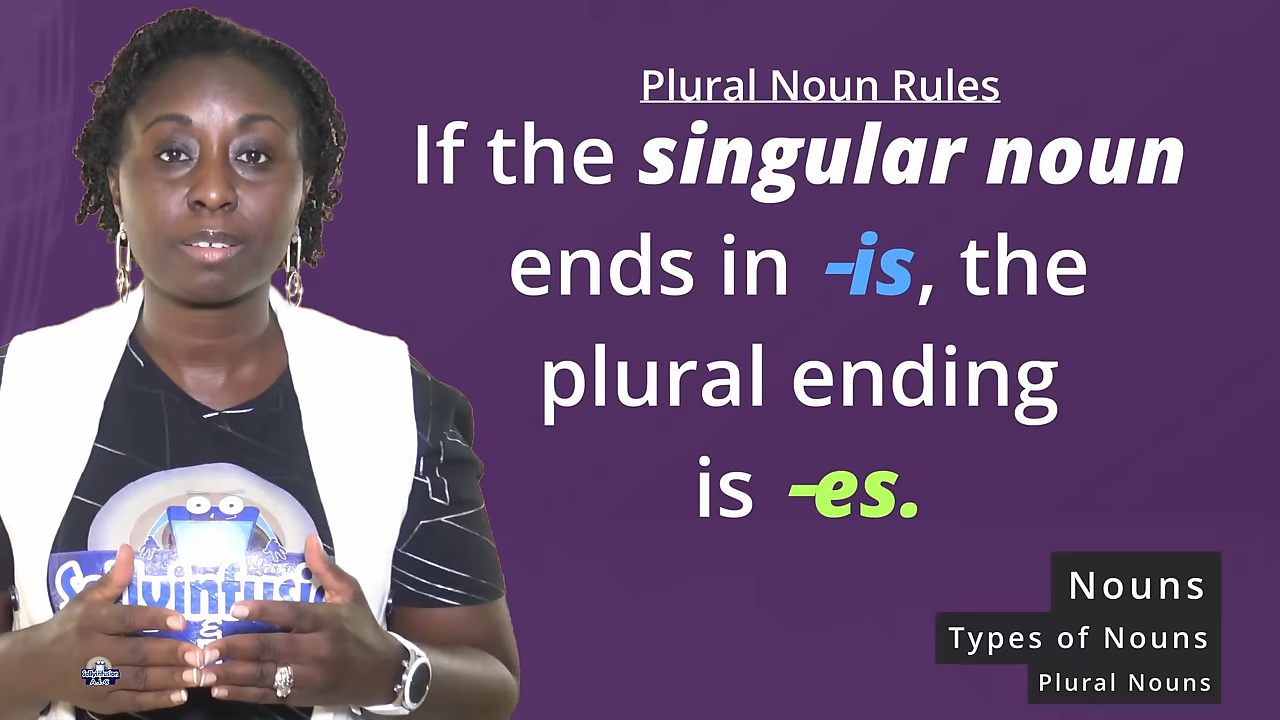 Plural Noun Rules
If the singular noun
ends in -is, the
plural ending
is -es.
Nouns
Types of Nouns
Plural Nouns